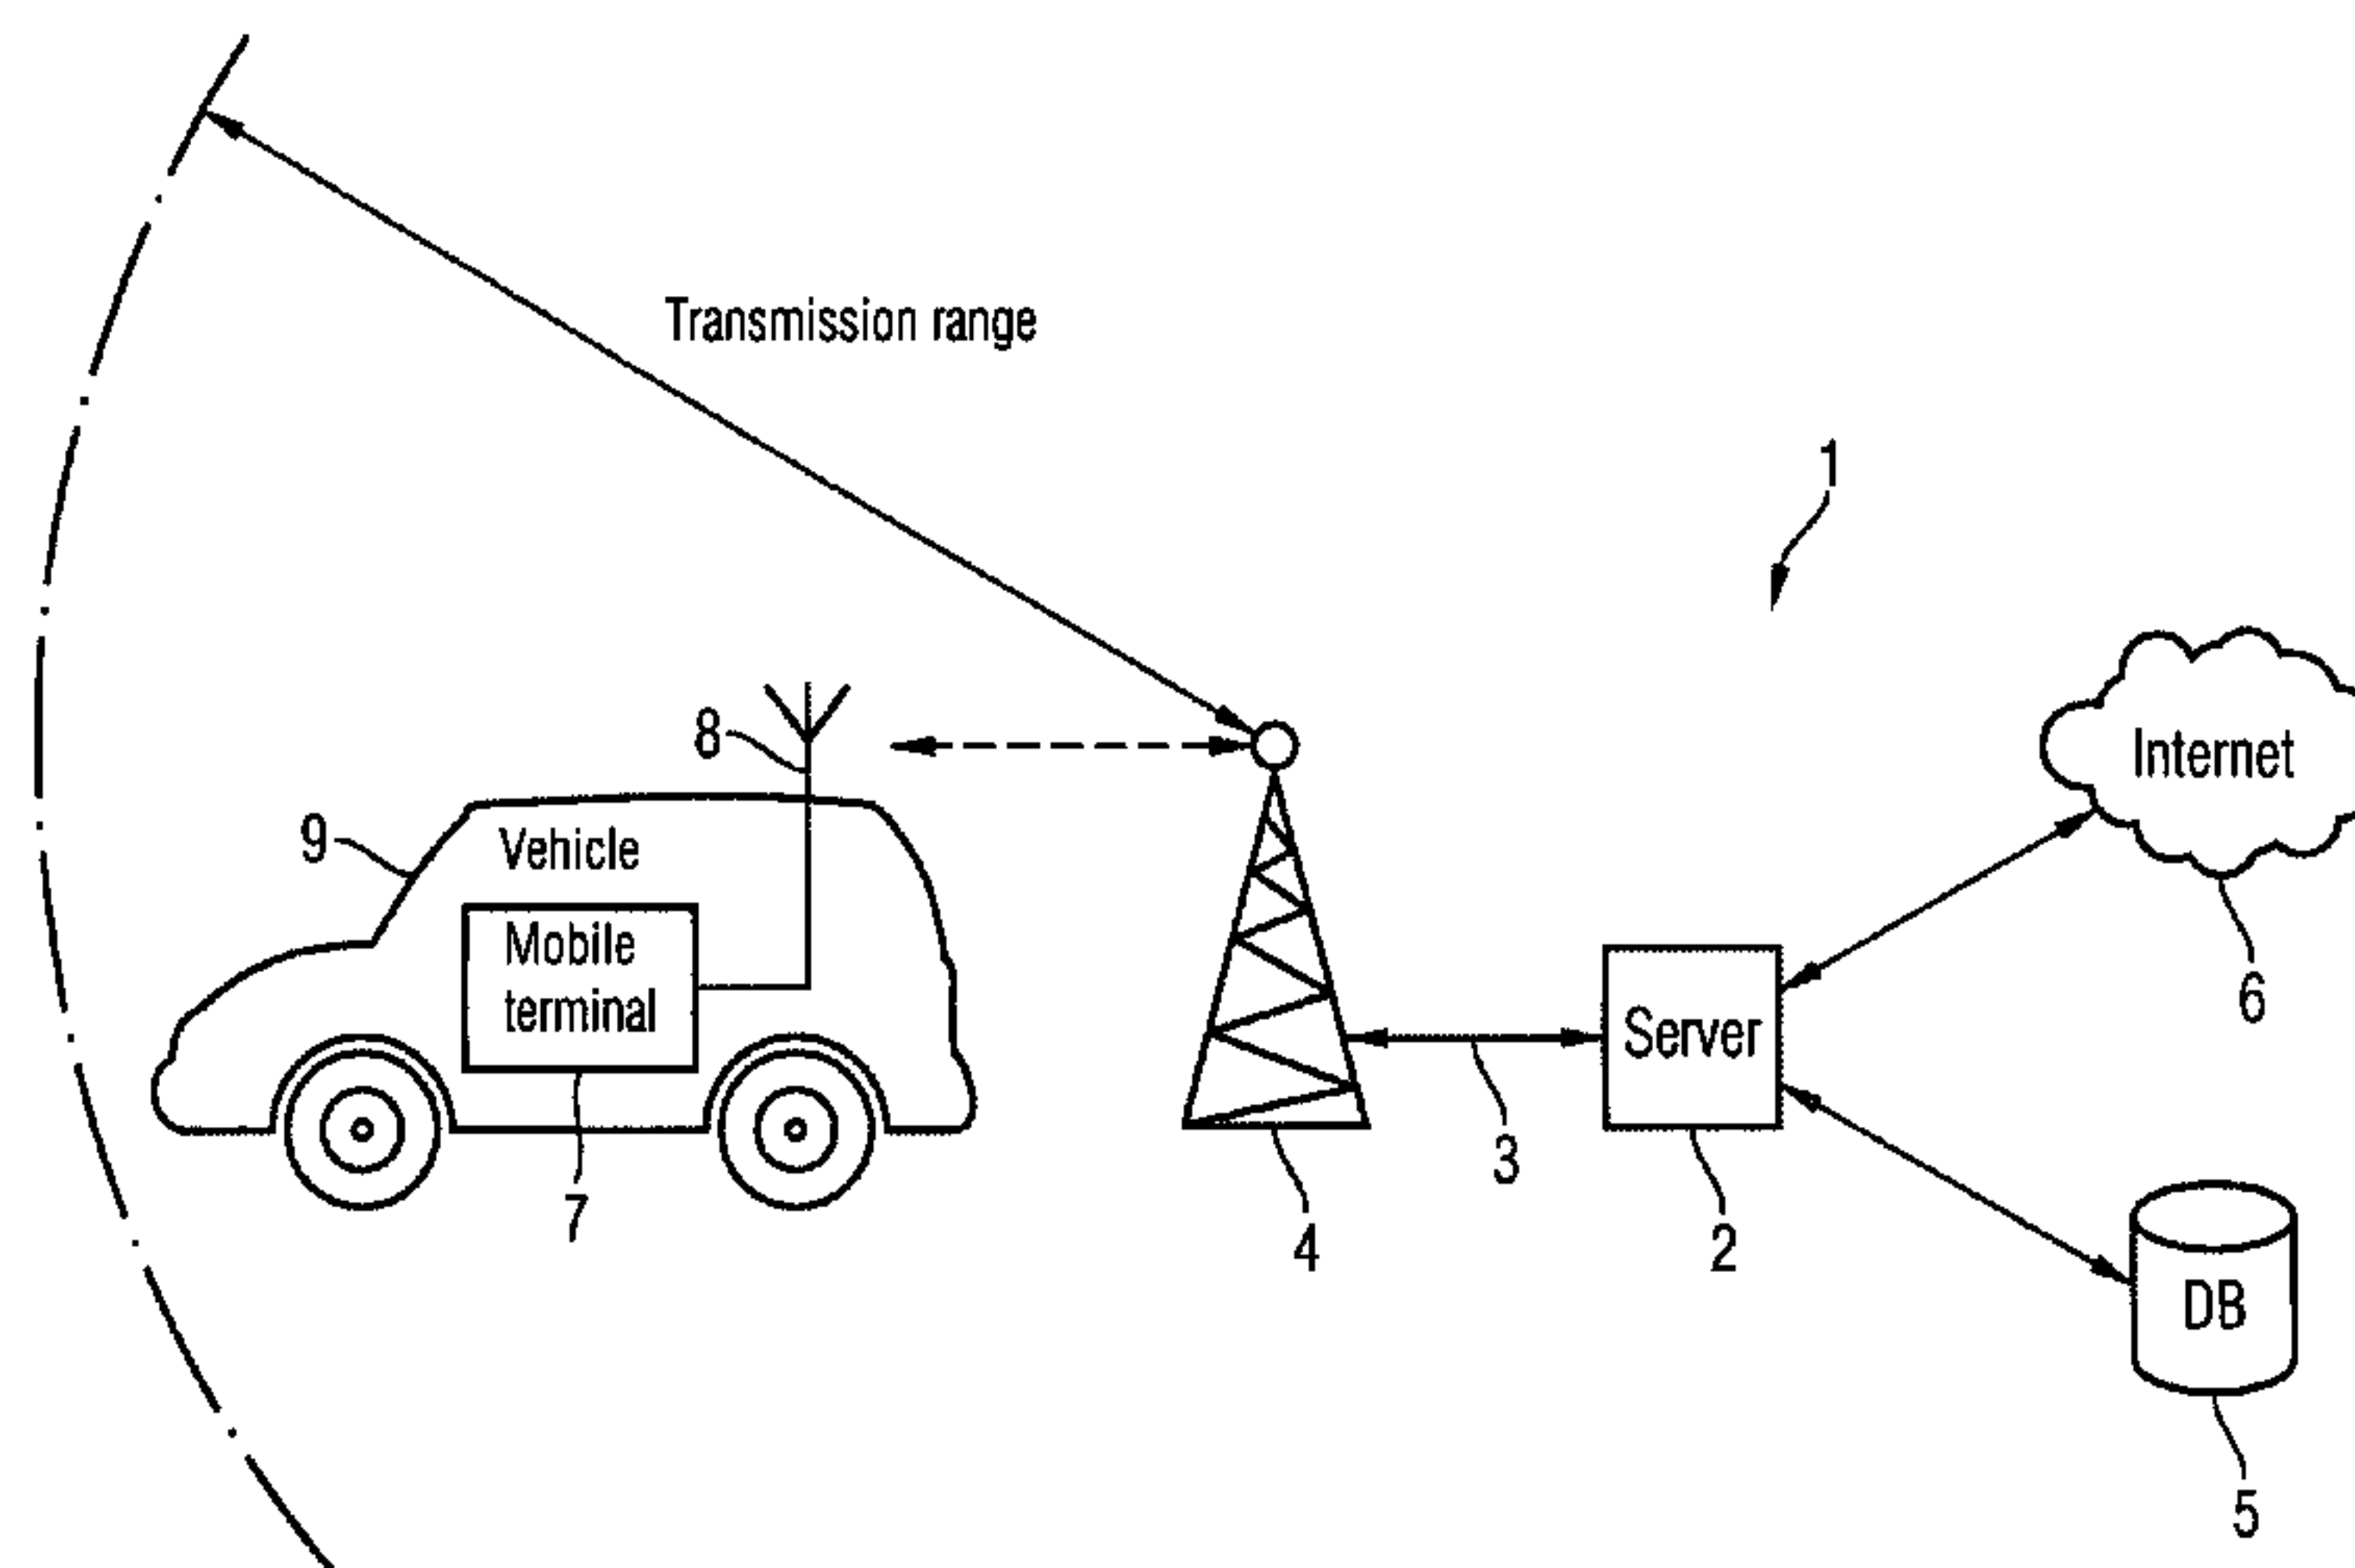 Transmission range
1
8
Internet
9
Vehicle
Mobile
terminal
6
Server
3
7
4
2
DB
5